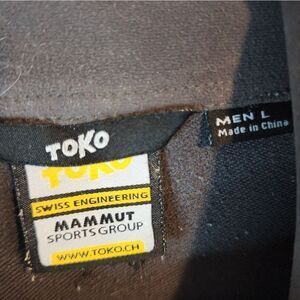 TOKO
MEN L
Made in China
TOKO
SWISS ENGINEERING
MAMMUT
SPORTS GROUP
WWW.TOKO.CH